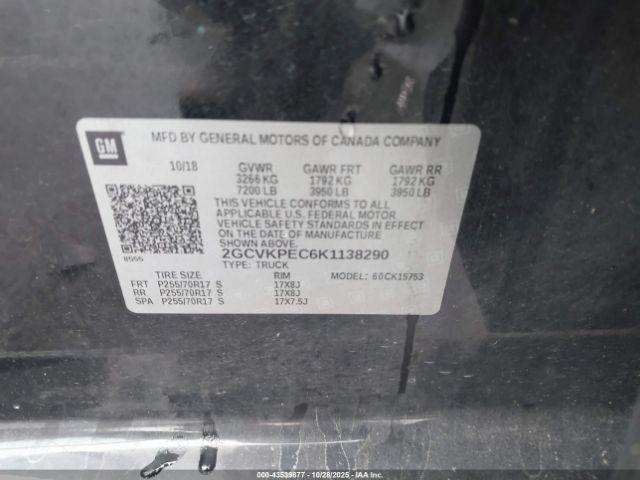 GM
MFD BY GENERAL MOTORS OF CANADA COMPANY
10/18 GVWR GAWR FRT GAWR RR
3266 KG 1792 KG 1792 KG
7200 LB 3950 LB 3950 LB
THIS VEHICLE CONFORMS TO ALL
APPLICABLE U.S. FEDERAL MOTOR
VEHICLE SAFETY STANDARDS IN EFFECT
ON THE DATE OF MANUFACTURE
SHOWN ABOVE.
8555 2GCVKPEC6K1138290
TYPE: TRUCK
TIRE SIZE RIM MODEL: 60CK15753
FRT P255/70R17 S 17X8J
RR P255/70R17 S 17X8J
SPA P255/70R17 S 17X7.5J
000-43539877 10/28/2025 IAA Inc.